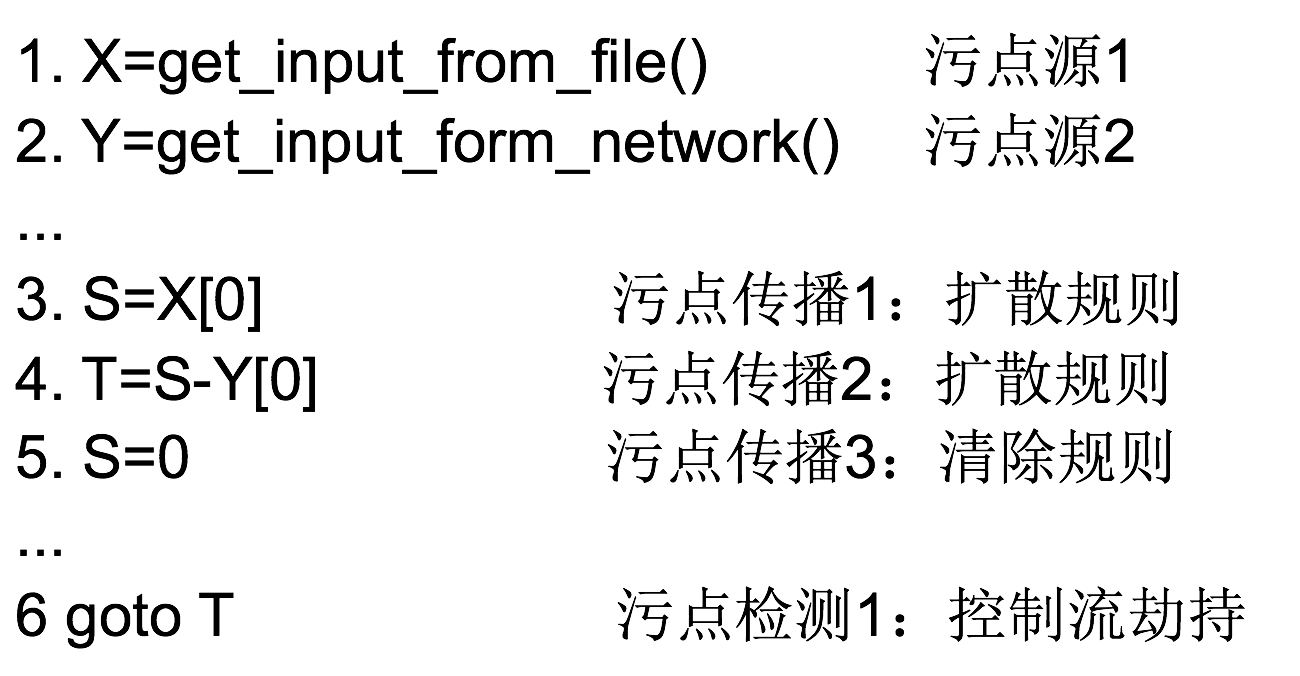 1. X=get_input_from_file() 污点源1
2. Y=get_input_form_network() 污点源2
...
3. S=X[0] 污点传播1：扩散规则
4. T=S-Y[0] 污点传播2：扩散规则
5. S=0 污点传播3：清除规则
...
6 goto T 污点检测1：控制流劫持